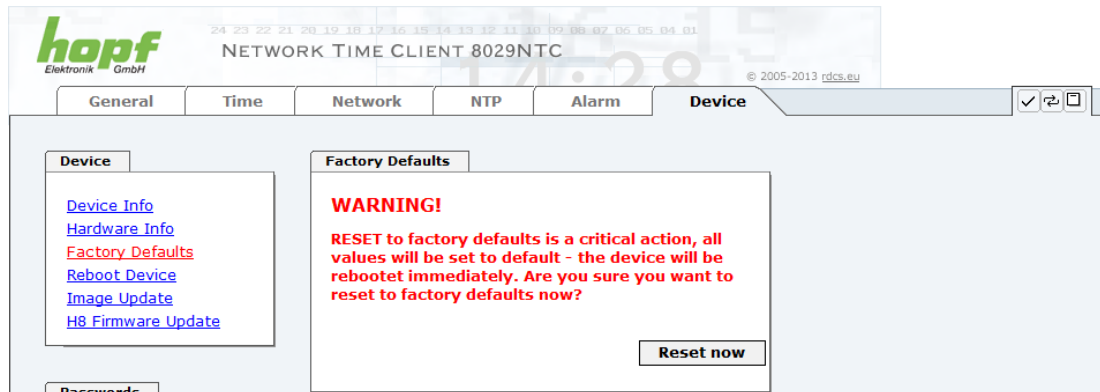 24 23 22 21 20 19 18 17 16 15 14 13 12 11 10 09 08 07 06 05 04 01
hopf
Elektronik GmbH
NETWORK TIME CLIENT 8029NTC
14:28
© 2005-2013 rdcs.eu
General Time Network NTP Alarm Device
Device
Device Info
Hardware Info
Factory Defaults
Reboot Device
Image Update
H8 Firmware Update
Passwords
Factory Defaults
WARNING!
RESET to factory defaults is a critical action, all
values will be set to default - the device will be
rebootet immediately. Are you sure you want to
reset to factory defaults now?
Reset now